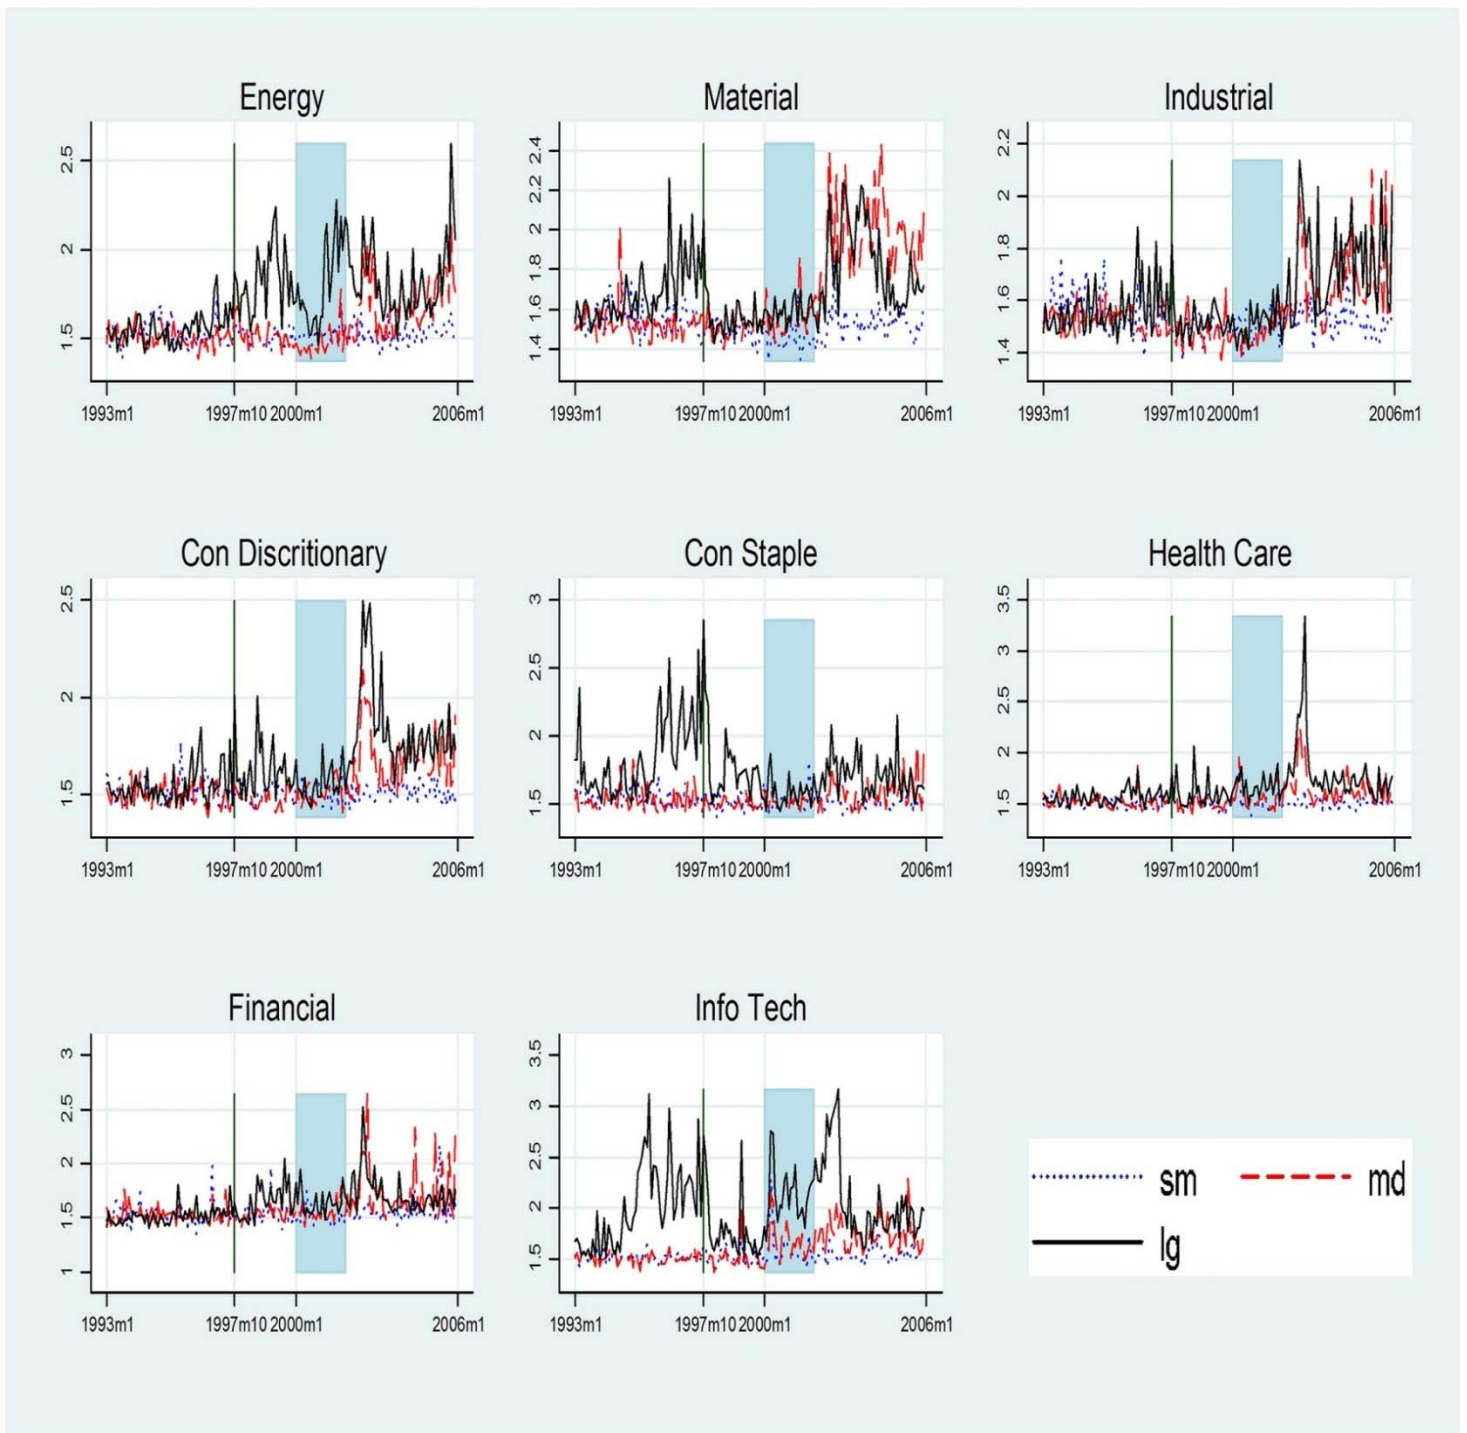 Energy Material Industrial
2.5 2 1.5
2.4 2.2 2 1.8 1.6 1.4
2.2 2 1.8 1.6 1.4
1993m1 1997m10 2000m1 2006m1 1993m1 1997m10 2000m1 2006m1 1993m1 1997m10 2000m1 2006m1
Con Discritionary Con Staple Health Care
2.5 2 1.5
3 2.5 2 1.5
3.5 3 2.5 2 1.5
1993m1 1997m10 2000m1 2006m1 1993m1 1997m10 2000m1 2006m1 1993m1 1997m10 2000m1 2006m1
Financial Info Tech
3 2.5 2 1.5 1
3.5 3 2.5 2 1.5
1993m1 1997m10 2000m1 2006m1 1993m1 1997m10 2000m1 2006m1
sm md
lg